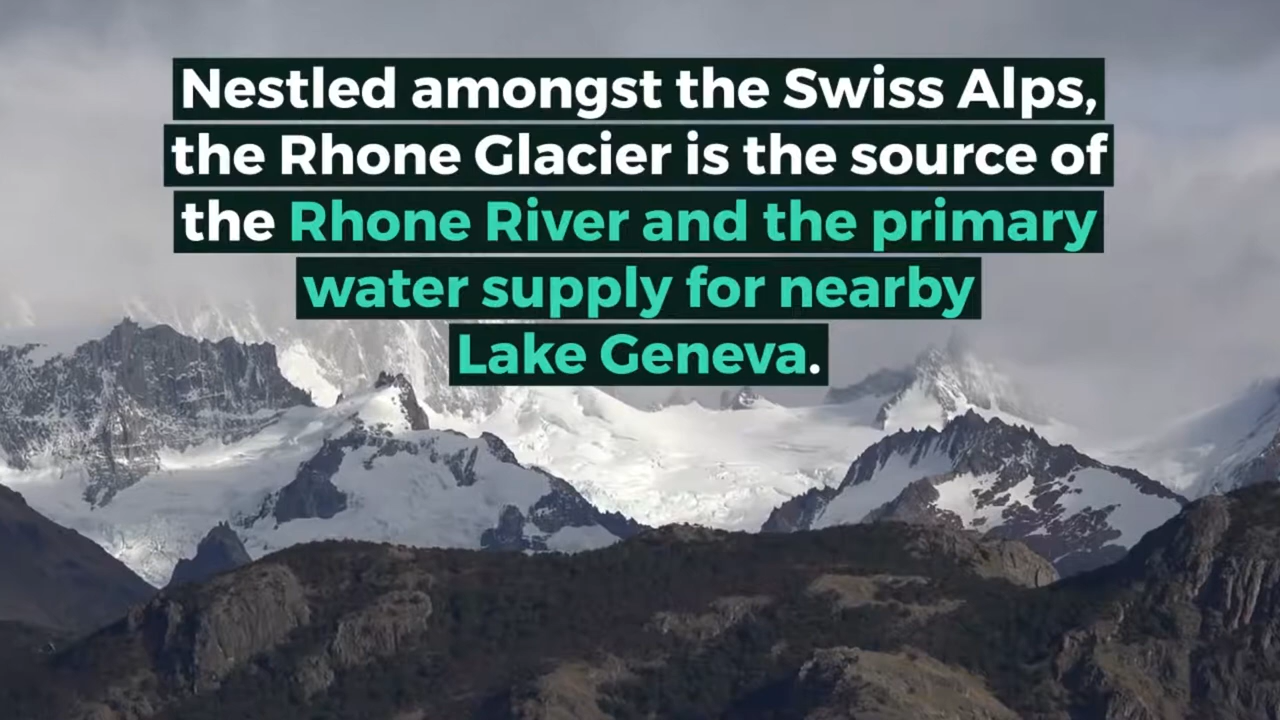 Nestled amongst the Swiss Alps,
the Rhone Glacier is the source of
the Rhone River and the primary
water supply for nearby
Lake Geneva.